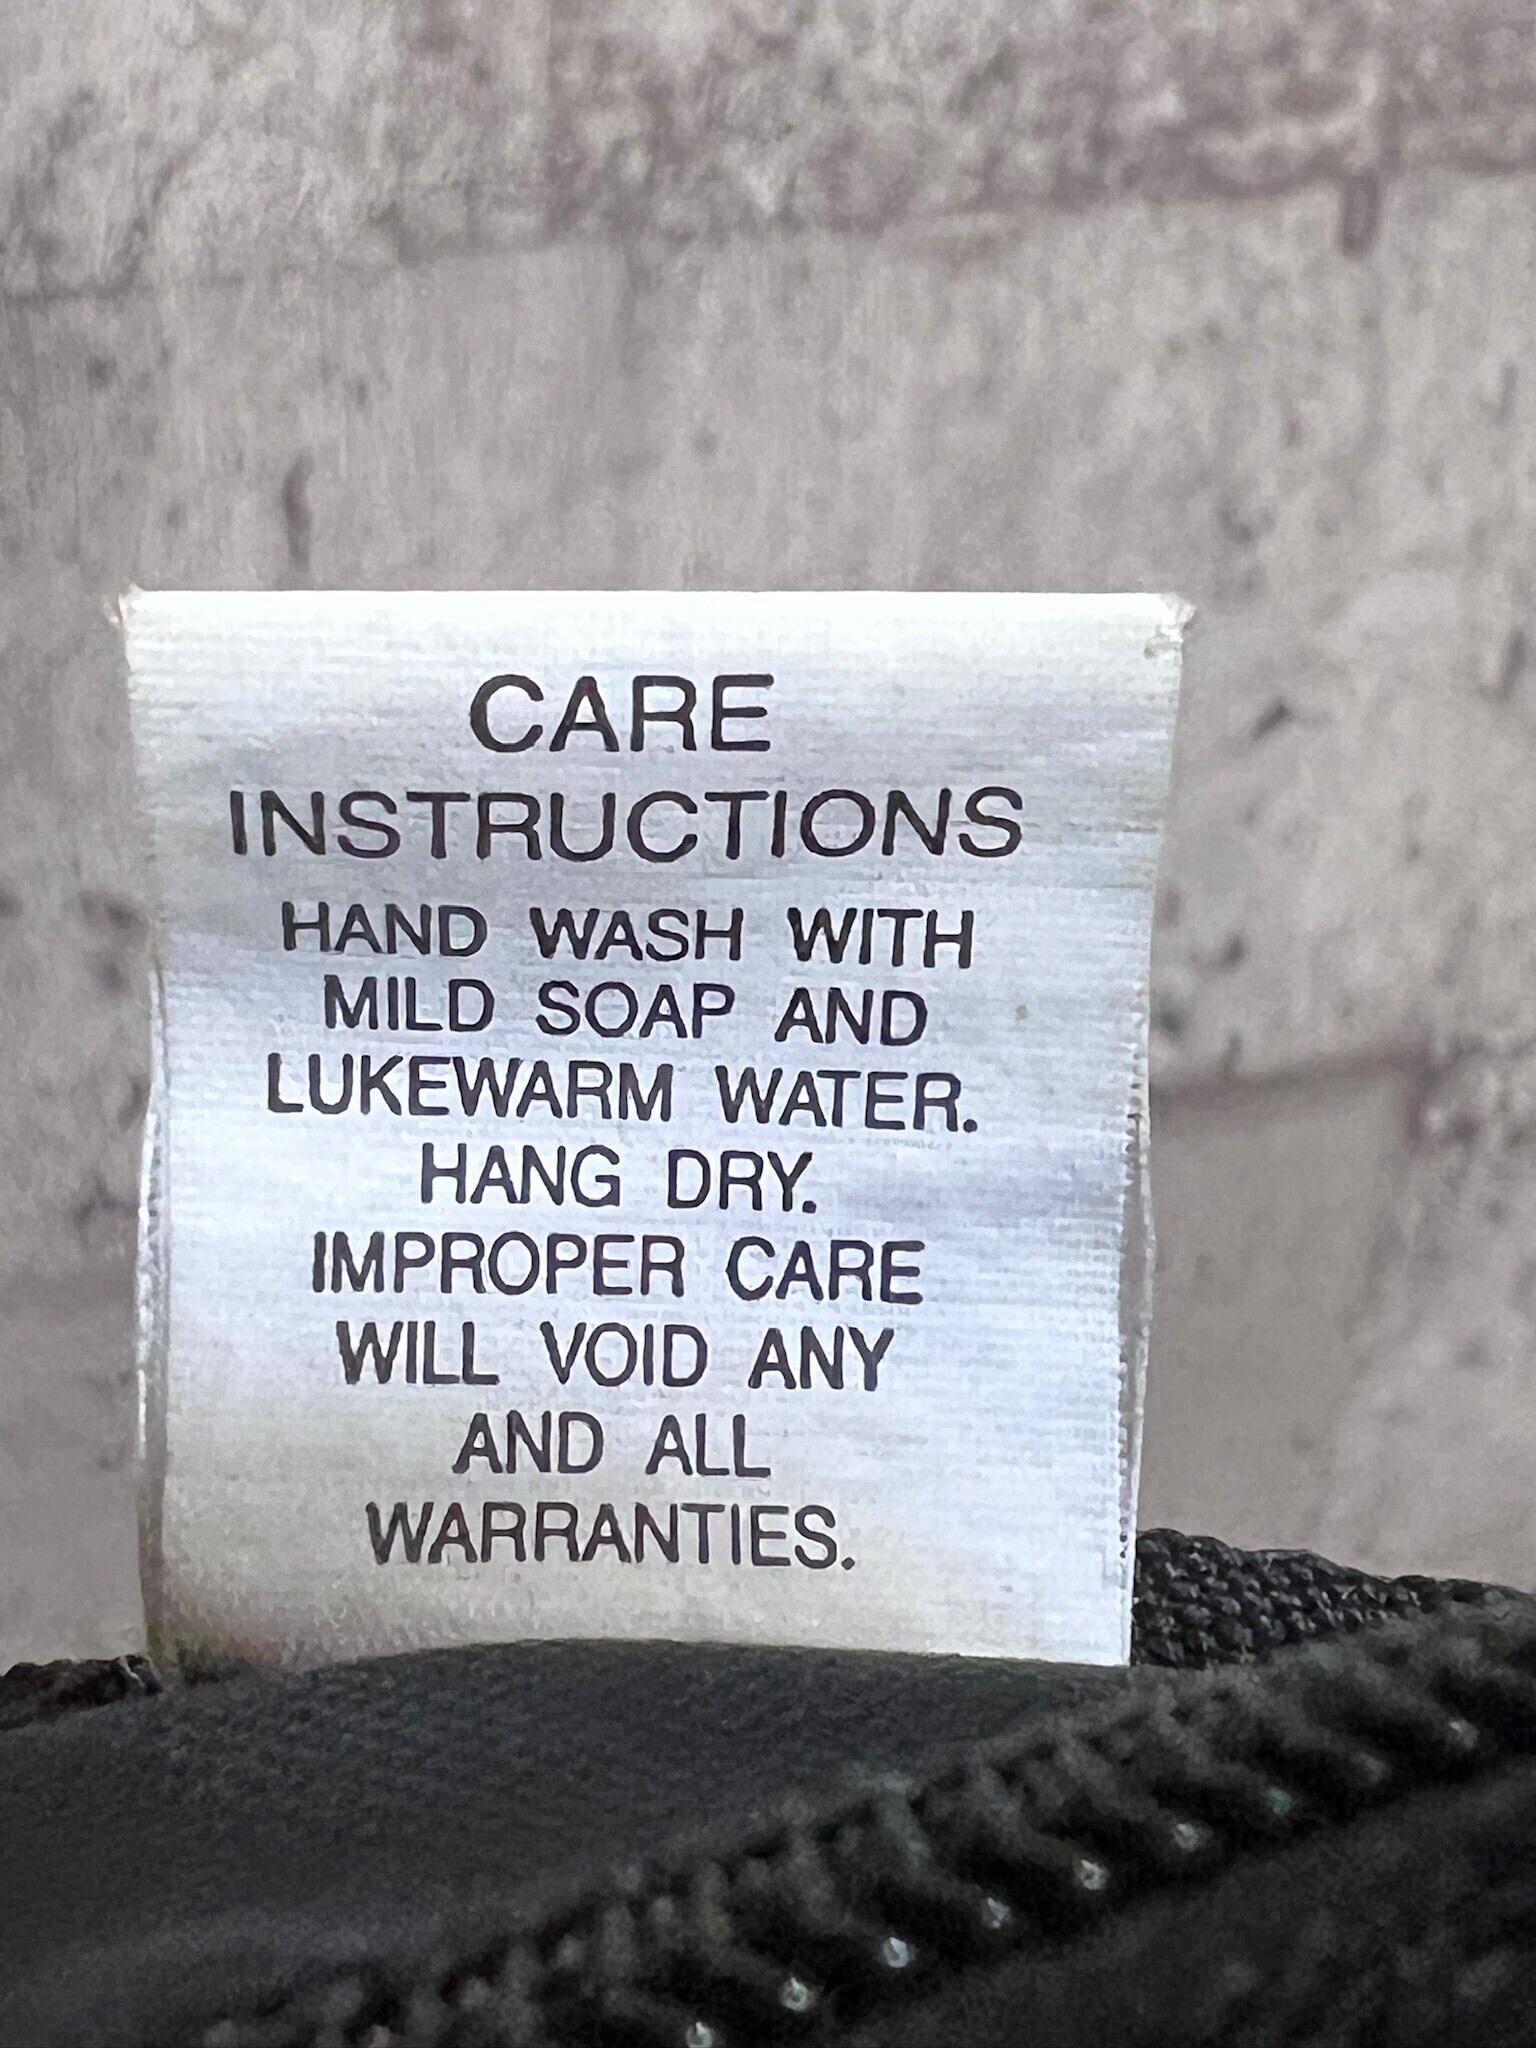 CARE
INSTRUCTIONS
HAND WASH WITH
MILD SOAP AND
LUKEWARM WATER.
HANG DRY.
IMPROPER CARE
WILL VOID ANY
AND ALL
WARRANTIES.